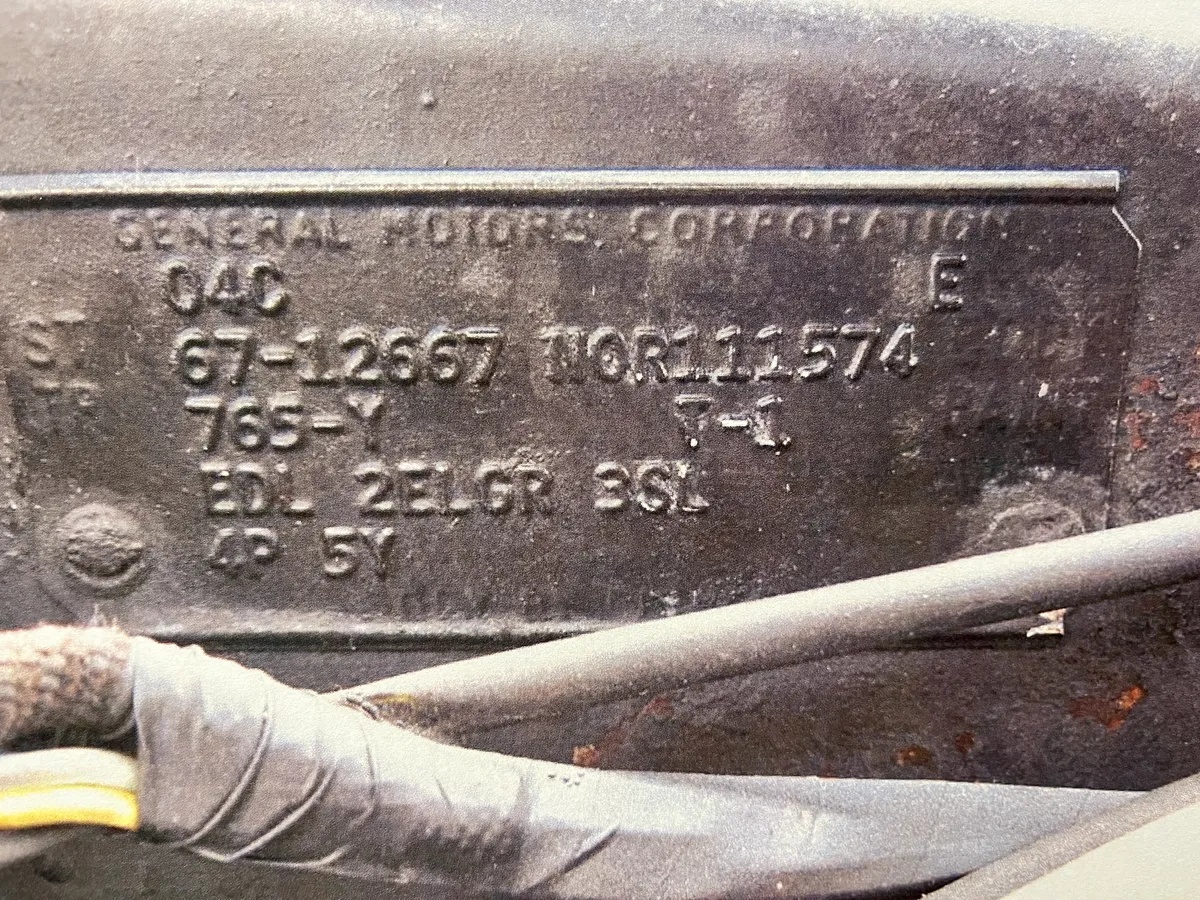 GENERAL MOTORS CORPORATION
04C E
ST 67-12667 NOR111574
TR 765-Y T-1
EDL 2ELGR 3SL
4P 5Y